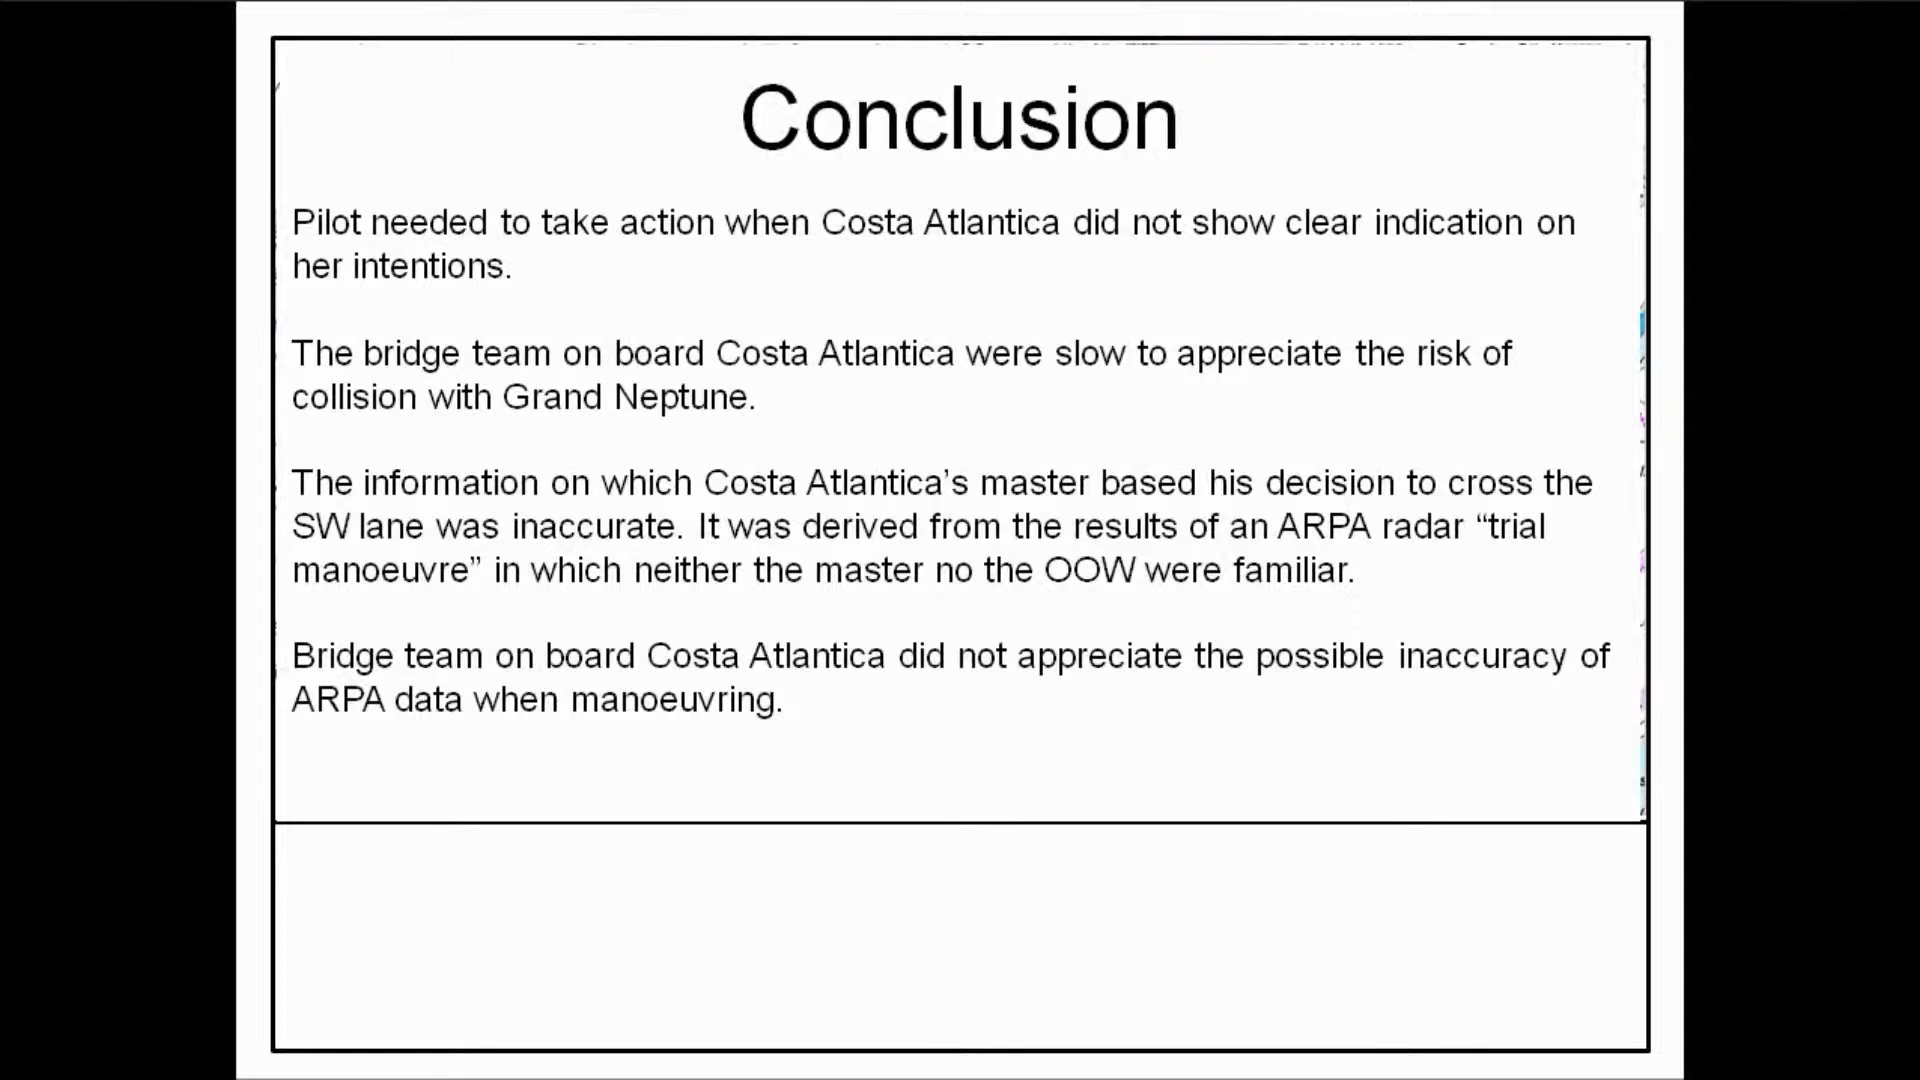 Conclusion
Pilot needed to take action when Costa Atlantica did not show clear indication on
her intentions.
The bridge team on board Costa Atlantica were slow to appreciate the risk of
collision with Grand Neptune.
The information on which Costa Atlantica’s master based his decision to cross the
SW lane was inaccurate. It was derived from the results of an ARPA radar “trial
manoeuvre” in which neither the master no the OOW were familiar.
Bridge team on board Costa Atlantica did not appreciate the possible inaccuracy of
ARPA data when manoeuvring.